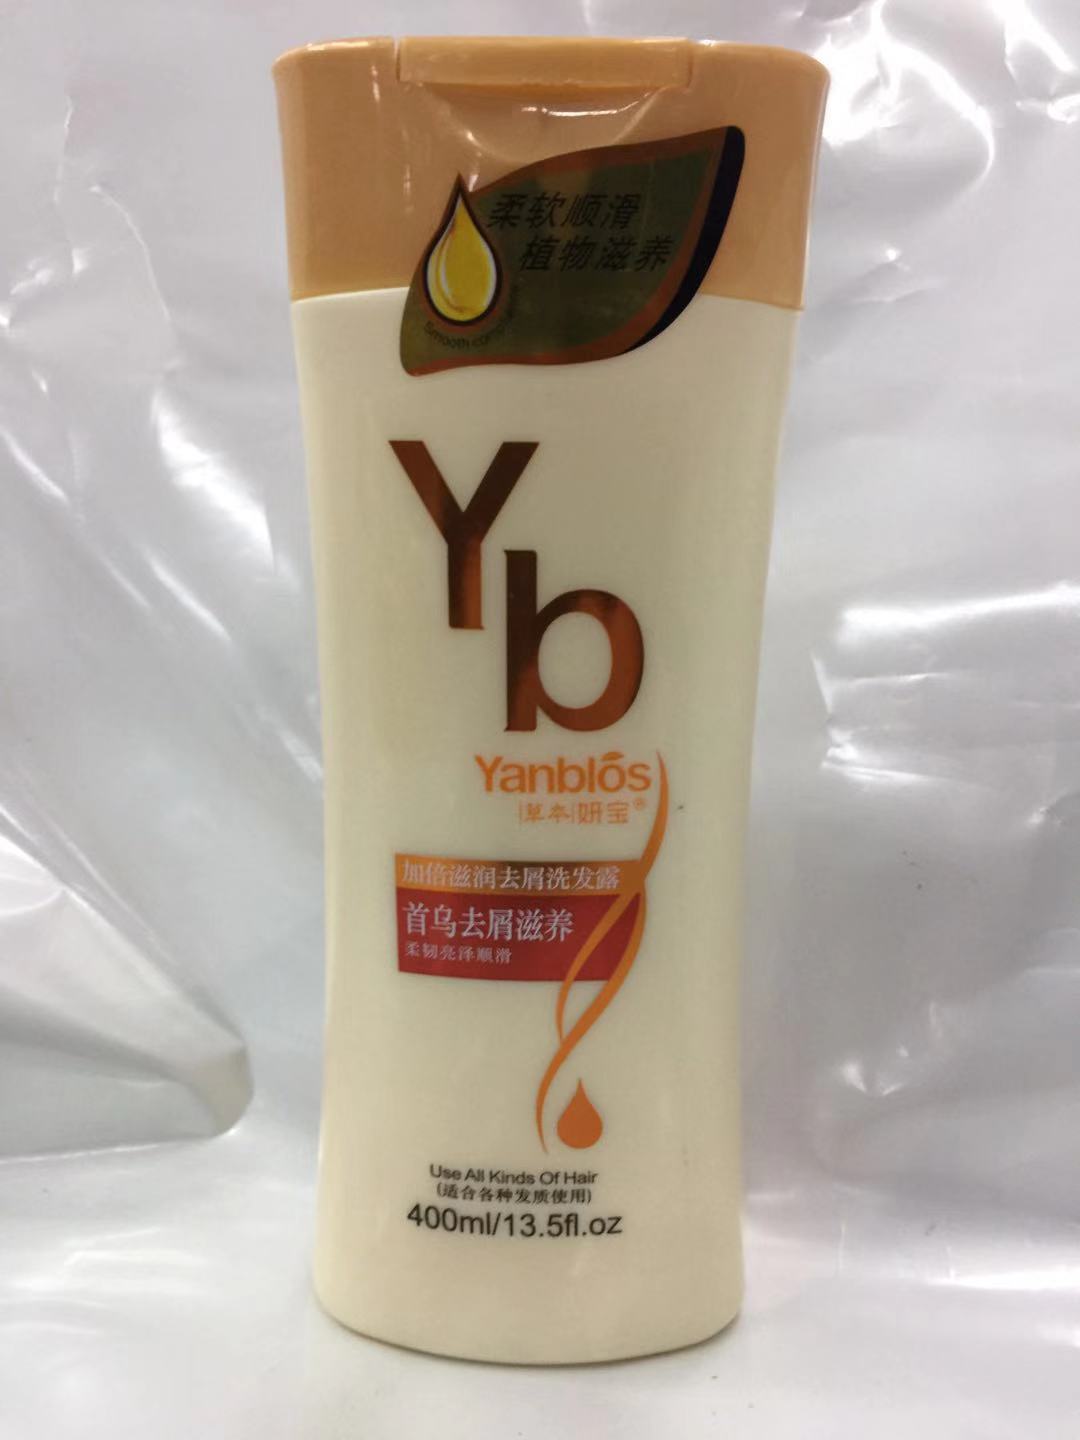 柔软顺滑
植物滋养
Smooth
Yb
Yanblos
草本 妍宝®
加倍滋润去屑洗发露
首乌去屑滋养
柔韧亮泽顺滑
Use All Kinds Of Hair
(适合各种发质使用)
400ml/13.5fl.oz